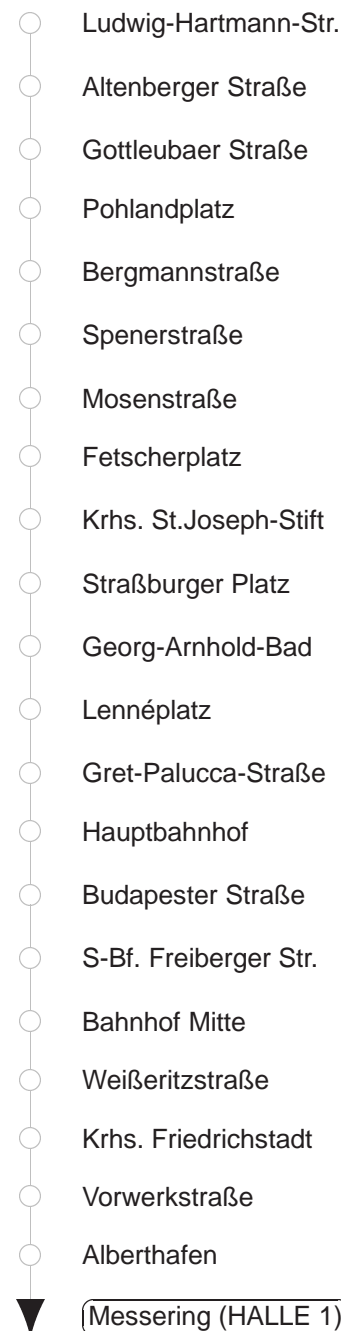 Ludwig-Hartmann-Str.
Altenberger Straße
Gottleubaer Straße
Pohlandplatz
Bergmannstraße
Spenerstraße
Mosenstraße
Fetscherplatz
Krhs. St.Joseph-Stift
Straßburger Platz
Georg-Arnhold-Bad
Lennéplatz
Gret-Palucca-Straße
Hauptbahnhof
Budapester Straße
S-Bf. Freiberger Str.
Bahnhof Mitte
Weißeritzstraße
Krhs. Friedrichstadt
Vorwerkstraße
Alberthafen
Messering (HALLE 1)